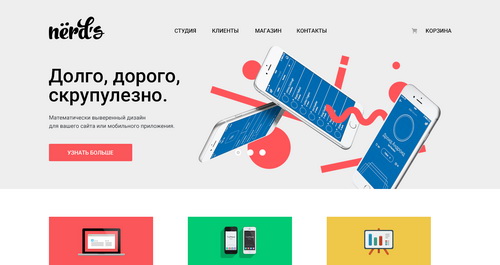 nërd's
СТУДИЯ КЛИЕНТЫ МАГАЗИН КОНТАКТЫ КОРЗИНА
Долго, дорого,
скрупулезно.
Математически выверенный дизайн
для вашего сайта или мобильного приложения.
УЗНАТЬ БОЛЬШЕ